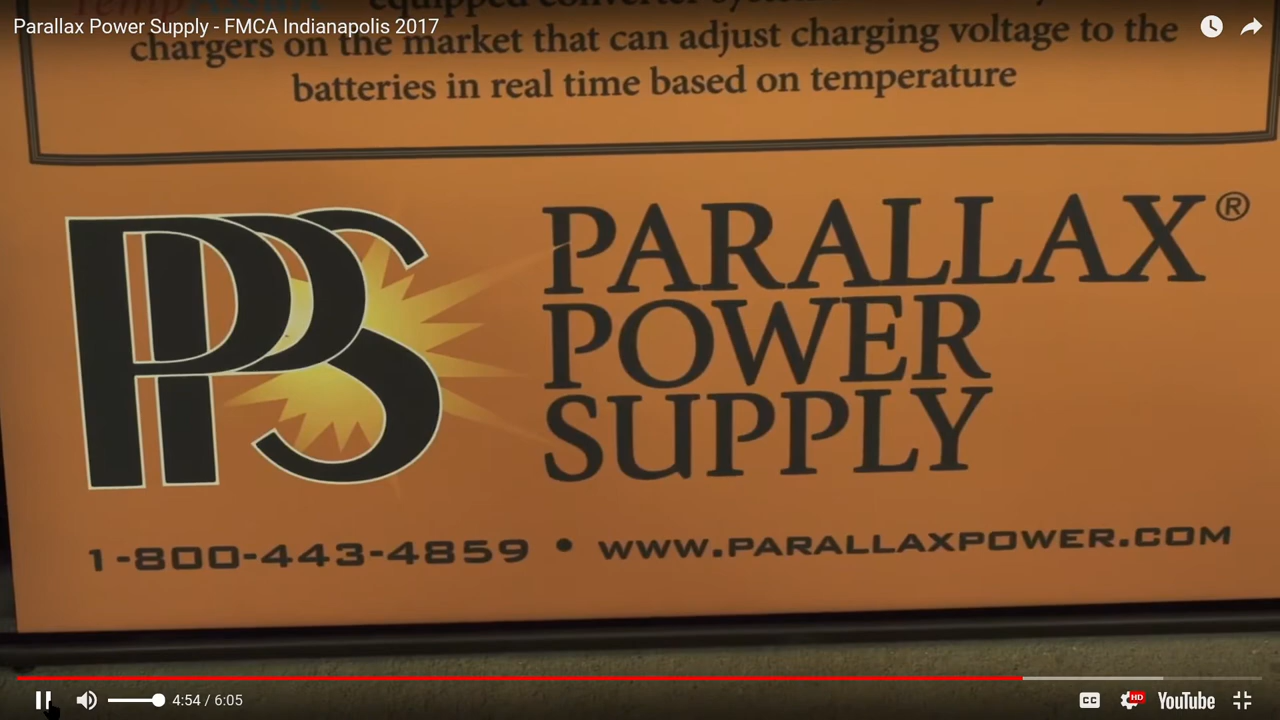 Parallax Power Supply - FMCA Indianapolis 2017
equipped converter
chargers on the market that can adjust charging voltage to the
batteries in real time based on temperature
PPS
PARALLAX®
POWER
SUPPLY
1-800-443-4859 • WWW.PARALLAXPOWER.COM
4:54 / 6:05
CC
HD
YouTube